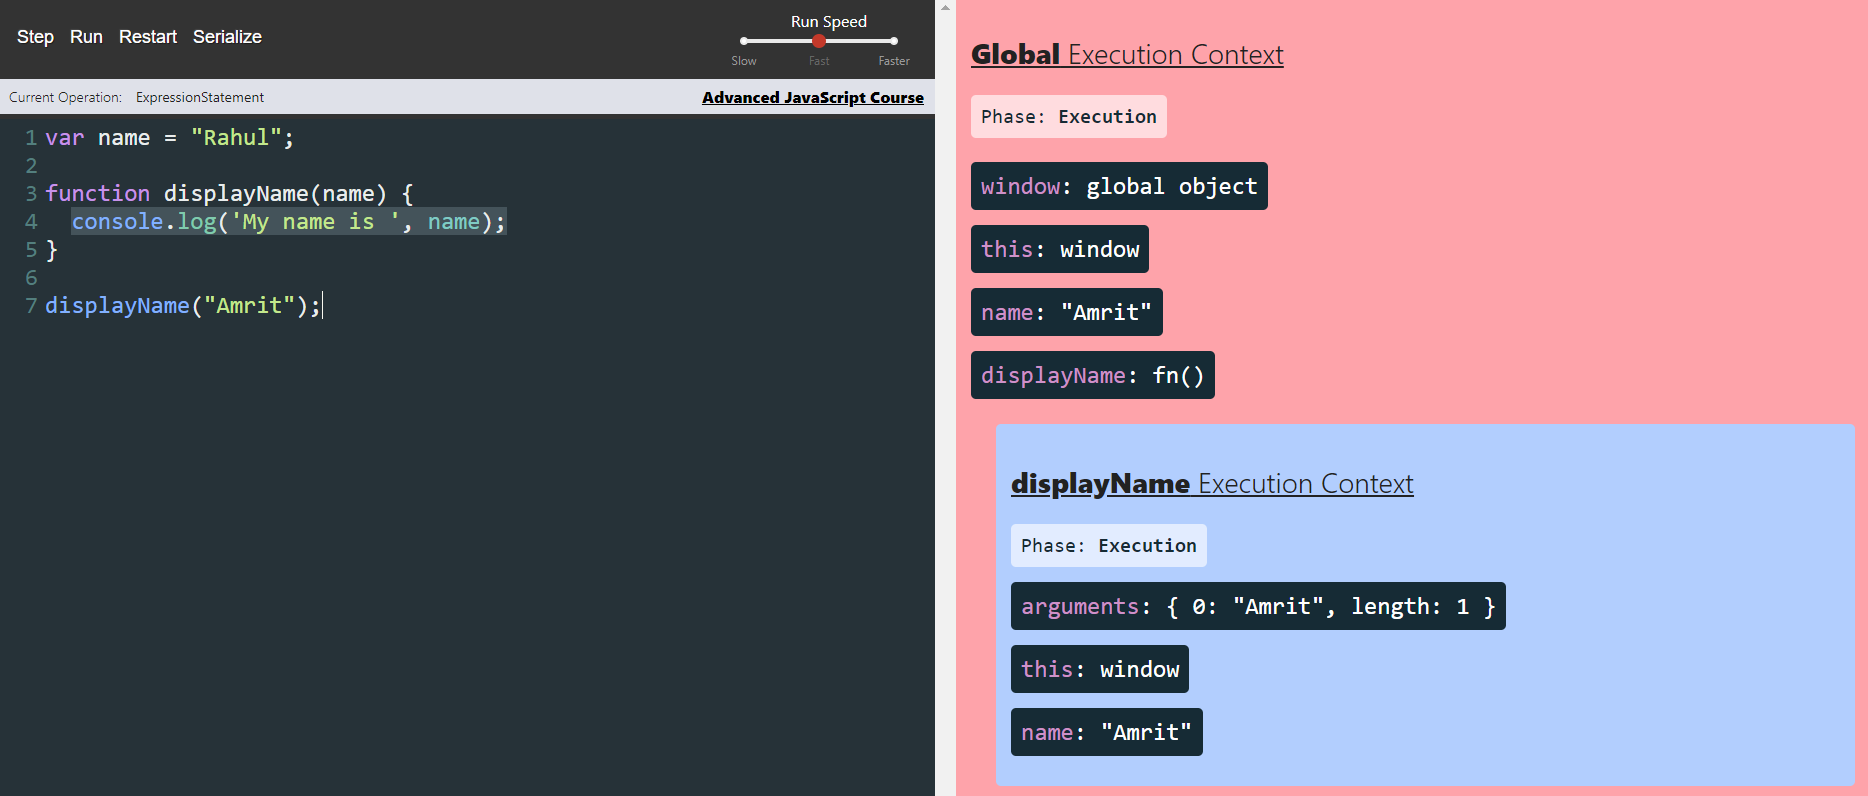 Step Run Restart Serialize
Run Speed
Slow Fast Faster
Current Operation: ExpressionStatement
Advanced JavaScript Course
1 var name = "Rahul";
2
3 function displayName(name) {
4   console.log('My name is ', name);
5 }
6
7 displayName("Amrit");
Global Execution Context
Phase: Execution
window: global object
this: window
name: "Amrit"
displayName: fn()
displayName Execution Context
Phase: Execution
arguments: { 0: "Amrit", length: 1 }
this: window
name: "Amrit"